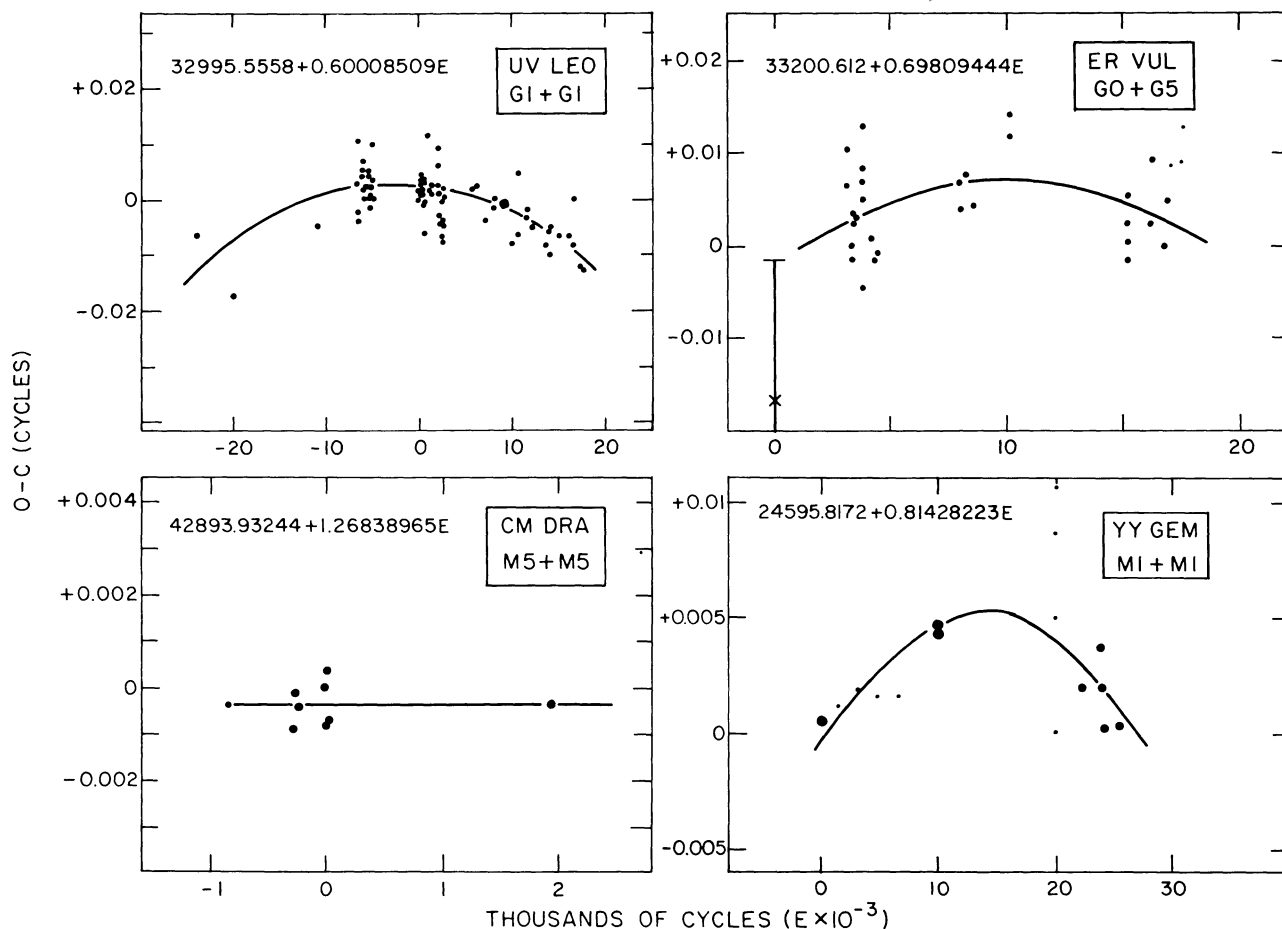 32995.5558+0.60008509E
UV LEO
G1+G1
+0.02
0
-0.02
-20
-10
0
10
20
33200.612+0.69809444E
ER VUL
G0+G5
+0.02
+0.01
0
-0.01
0
10
20
O-C (CYCLES)
42893.93244+1.26838965E
CM DRA
M5+M5
+0.004
+0.002
0
-0.002
-1
0
1
2
24595.8172+0.81428223E
YY GEM
M1+M1
+0.01
+0.005
0
-0.005
0
10
20
30
THOUSANDS OF CYCLES (E×10⁻³)